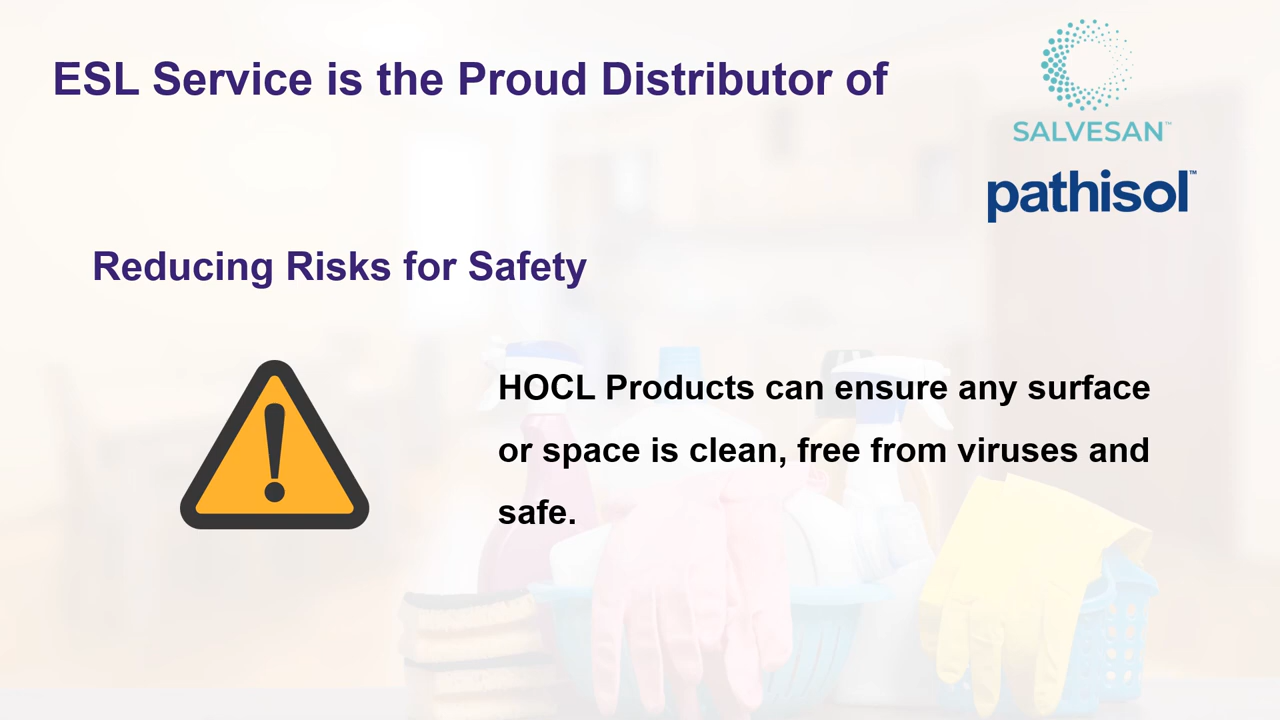 ESL Service is the Proud Distributor of
SALVESAN™
pathisol™
Reducing Risks for Safety
HOCL Products can ensure any surface
or space is clean, free from viruses and
safe.